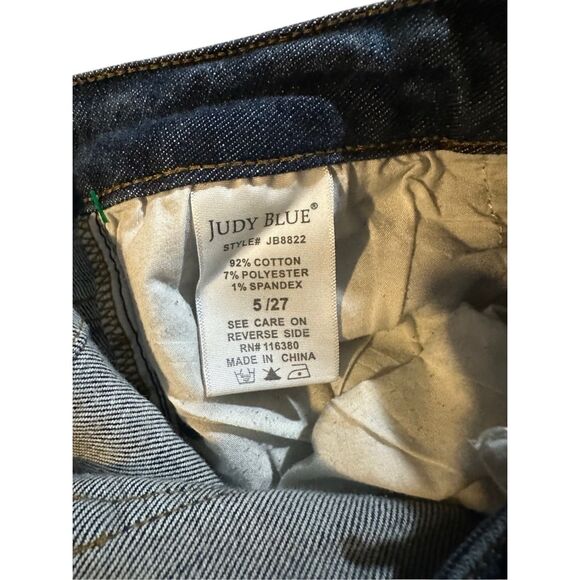 JUDY BLUE®
STYLE# JB8822
92% COTTON
7% POLYESTER
1% SPANDEX
5/27
SEE CARE ON
REVERSE SIDE
RN# 116380
MADE IN CHINA